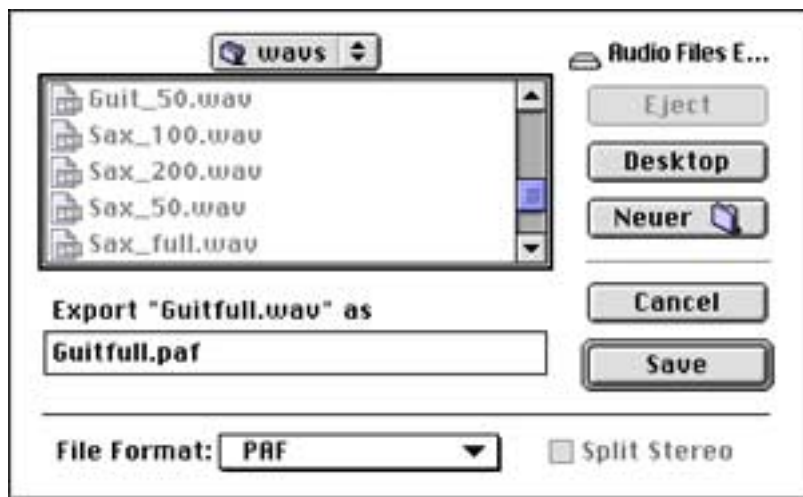 wavs
Audio Files E...
Guit_50.wav
Sax_100.wav
Sax_200.wav
Sax_50.wav
Sax_full.wav
Eject
Desktop
Neuer
Export "Guitfull.wav" as
Guitfull.paf
Cancel
Save
File Format: PAF
Split Stereo